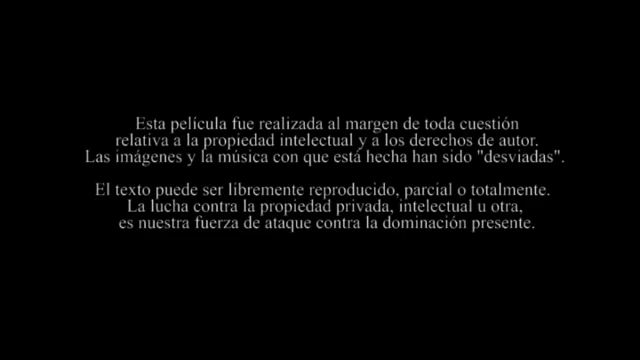 Esta película fue realizada al margen de toda cuestión
relativa a la propiedad intelectual y a los derechos de autor.
Las imágenes y la música con que está hecha han sido "desviadas".
El texto puede ser libremente reproducido, parcial o totalmente.
La lucha contra la propiedad privada, intelectual u otra,
es nuestra fuerza de ataque contra la dominación presente.